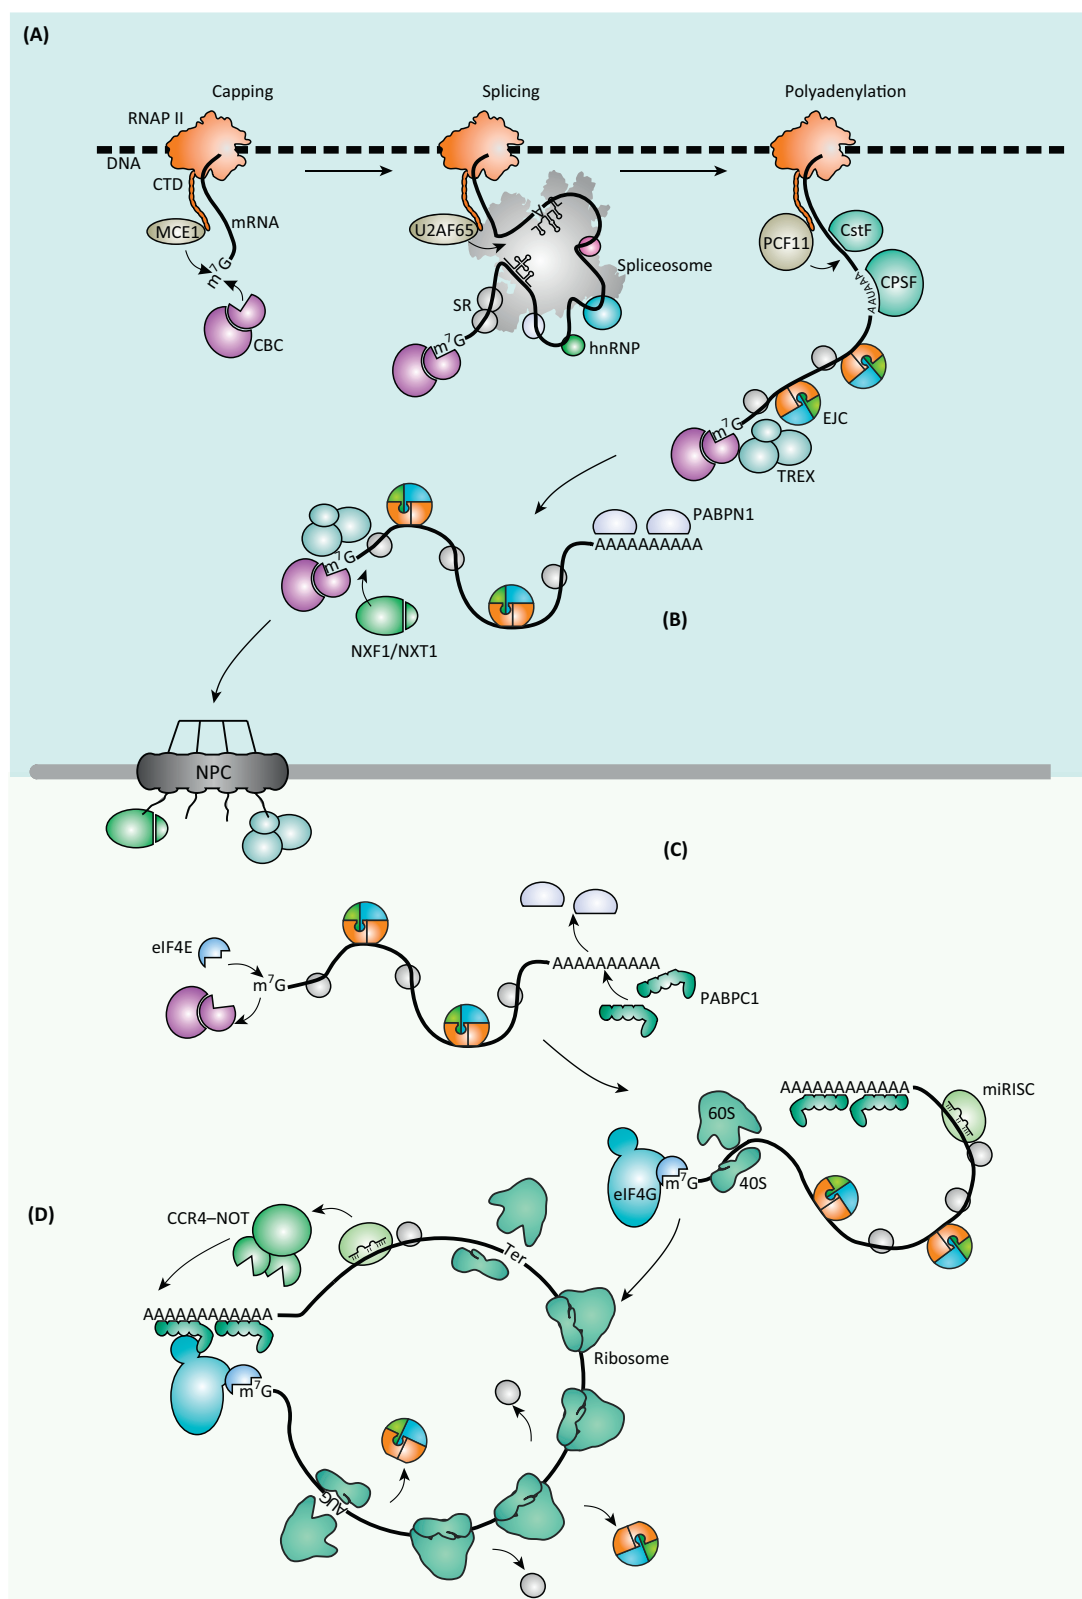 (A)
Capping
Splicing
Polyadenylation
RNAP II
DNA
CTD
mRNA
MCE1
m7G
CBC
U2AF65
A
Spliceosome
SR
hnRNP
m7G
PCF11
CstF
CPSF
AAUAAA
EJC
m7G
TREX
PABPN1
AAAAAAAAAA
m7G
NXF1/NXT1
(B)
NPC
(C)
eIF4E
m7G
AAAAAAAAAA
PABPC1
AAAAAAAAAAAA
miRISC
60S
40S
eIF4G
m7G
(D)
CCR4–NOT
Ter
AAAAAAAAAAAA
Ribosome
m7G
AUG